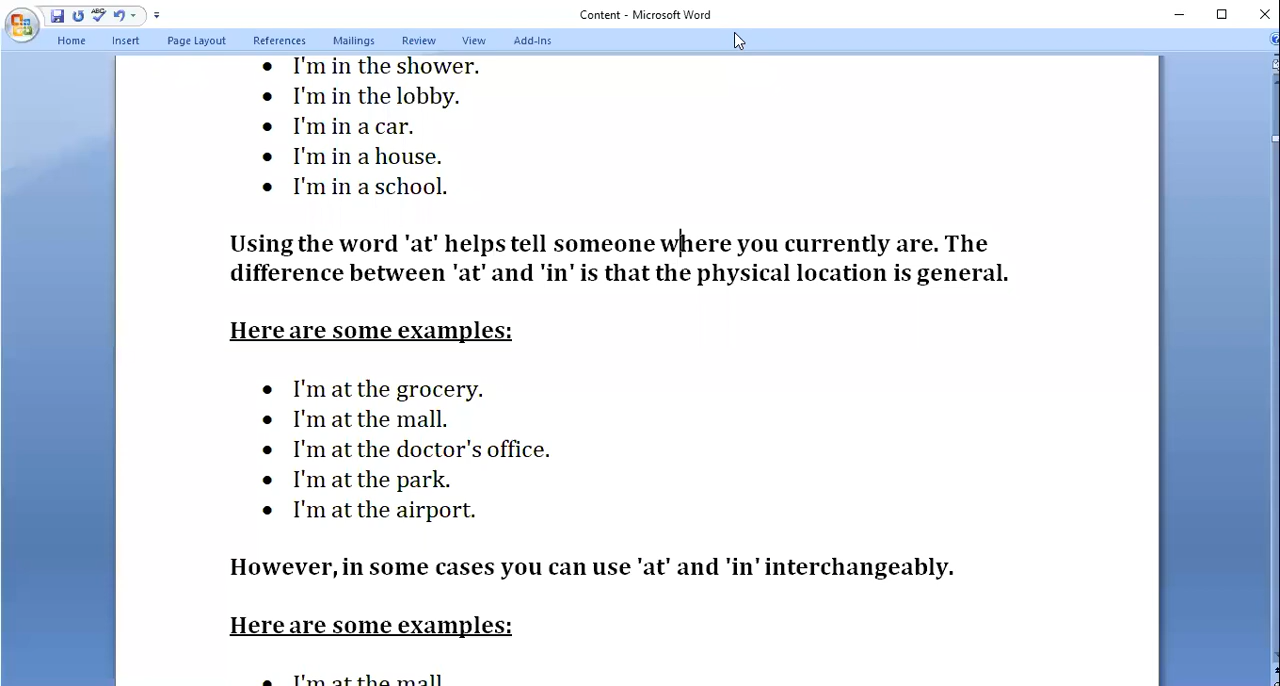 Content - Microsoft Word
Home Insert Page Layout References Mailings Review View Add-Ins
• I'm in the shower.
• I'm in the lobby.
• I'm in a car.
• I'm in a house.
• I'm in a school.
Using the word 'at' helps tell someone where you currently are. The
difference between 'at' and 'in' is that the physical location is general.
Here are some examples:
• I'm at the grocery.
• I'm at the mall.
• I'm at the doctor's office.
• I'm at the park.
• I'm at the airport.
However, in some cases you can use 'at' and 'in' interchangeably.
Here are some examples:
• I'm at the mall